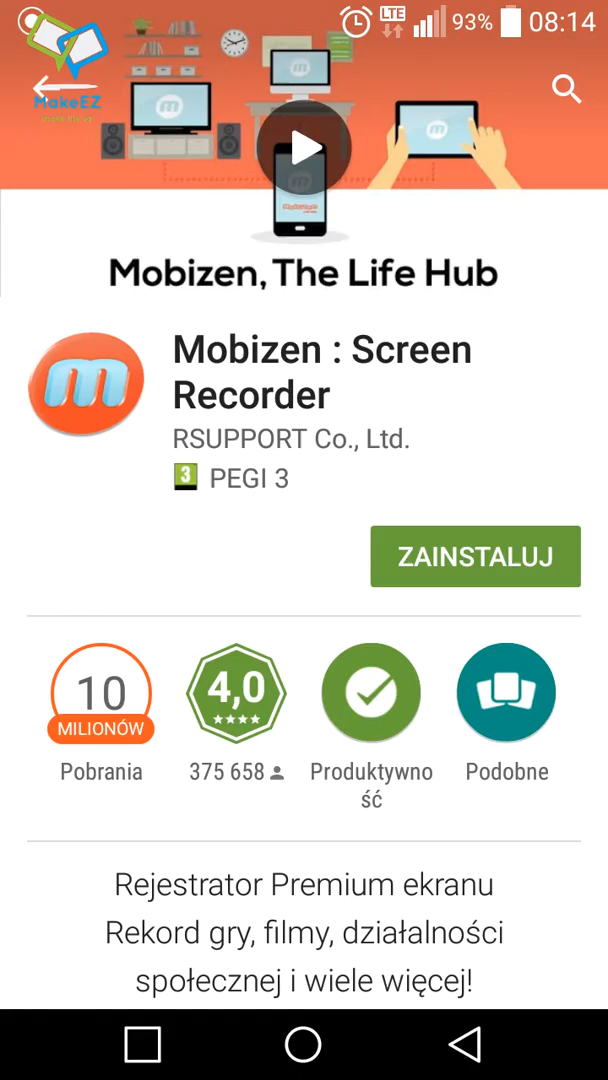 LTE
93%
08:14
MakeEZ
Mobizen, The Life Hub
Mobizen : Screen
Recorder
RSUPPORT Co., Ltd.
3 PEGI 3
ZAINSTALUJ
10
MILIONÓW
4,0
Pobrania
375 658
Produktywno
ść
Podobne
Rejestrator Premium ekranu
Rekord gry, filmy, działalności
społecznej i wiele więcej!